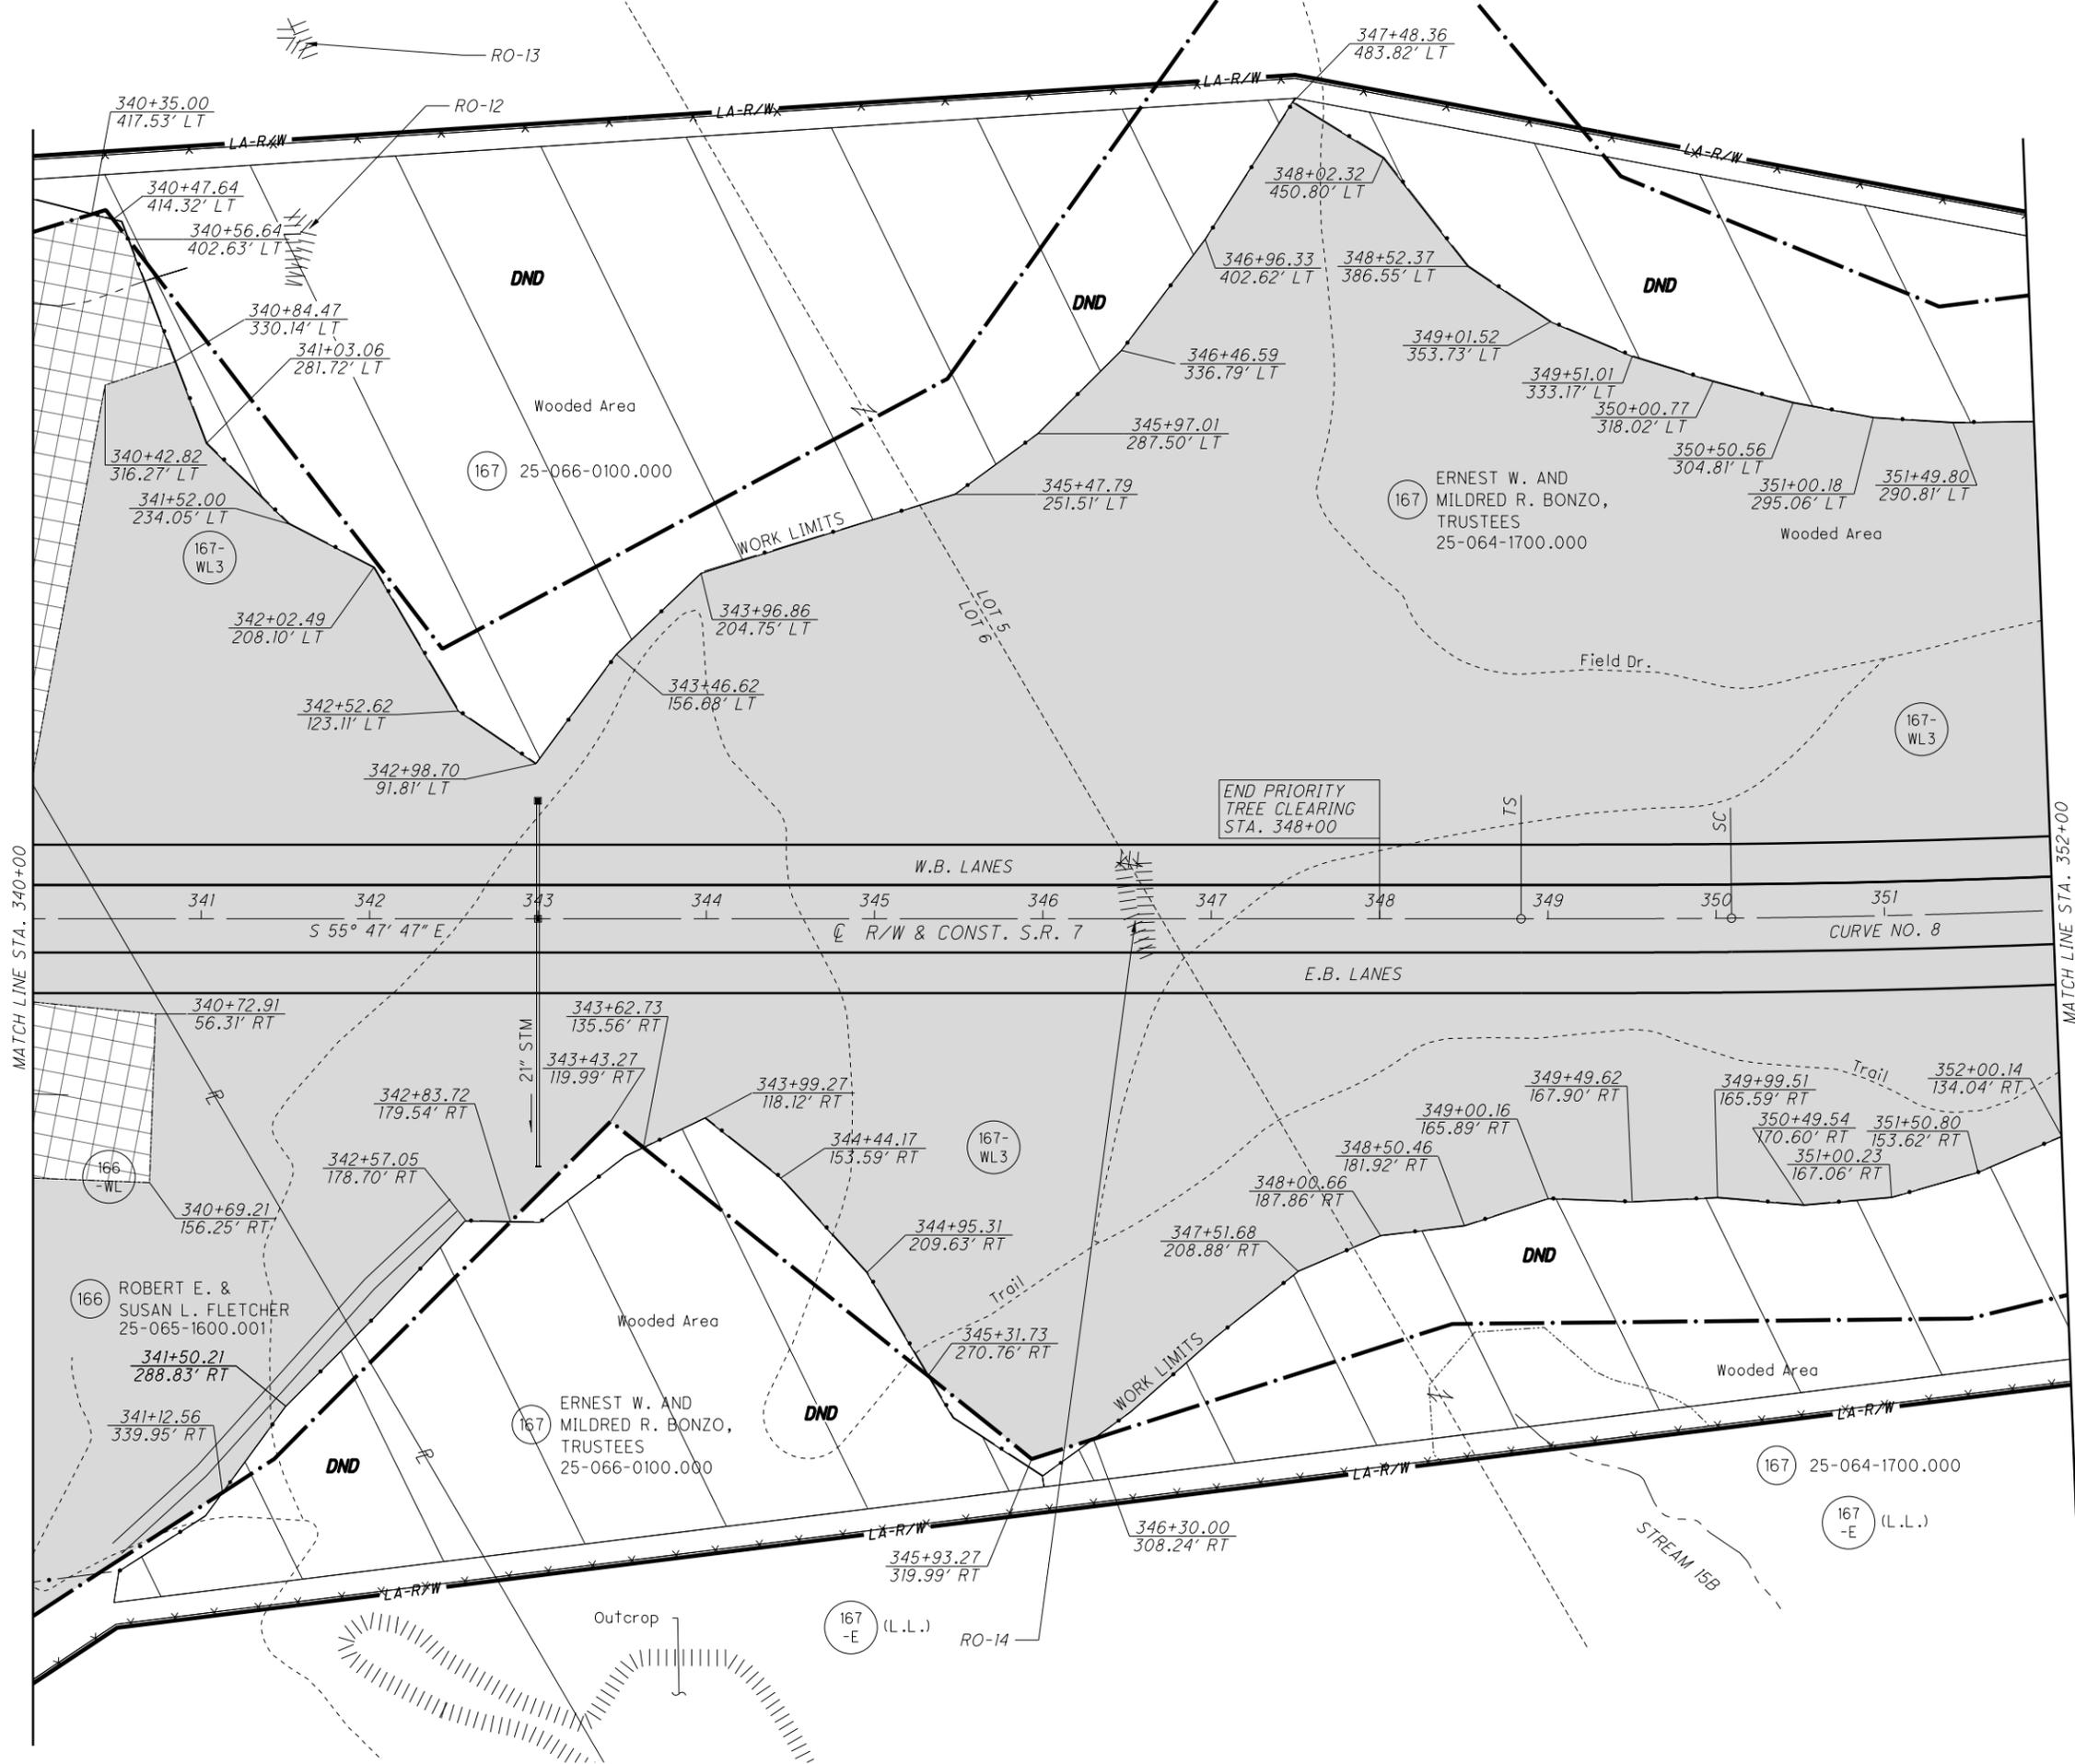 RO-13
347+48.36
483.82' LT
LA-R/W
340+35.00
417.53' LT
RO-12
LA-R/W
LA-R/W
LA-R/W
348+02.32
450.80' LT
340+47.64
414.32' LT
340+56.64
402.63' LT
346+96.33
402.62' LT
348+52.37
386.55' LT
DND
DND
DND
340+84.47
330.14' LT
349+01.52
353.73' LT
341+03.06
281.72' LT
346+46.59
336.79' LT
349+51.01
333.17' LT
Wooded Area
350+00.77
318.02' LT
345+97.01
287.50' LT
340+42.82
316.27' LT
167
25-066-0100.000
350+50.56
304.81' LT
341+52.00
234.05' LT
345+47.79
251.51' LT
167
ERNEST W. AND
MILDRED R. BONZO,
TRUSTEES
25-064-1700.000
351+00.18
295.06' LT
351+49.80
290.81' LT
WORK LIMITS
Wooded Area
167-
WL3
342+02.49
208.10' LT
343+96.86
204.75' LT
LOT 5
LOT 6
Field Dr.
342+52.62
123.11' LT
343+46.62
156.68' LT
167-
WL3
342+98.70
91.81' LT
END PRIORITY
TREE CLEARING
STA. 348+00
TS
SC
MATCH LINE STA. 340+00
MATCH LINE STA. 352+00
W.B. LANES
341
342
343
344
345
346
347
348
349
350
351
S 55° 47' 47" E
℄ R/W & CONST. S.R. 7
CURVE NO. 8
E.B. LANES
340+72.91
56.31' RT
343+62.73
135.56' RT
21" STM
343+43.27
119.99' RT
343+99.27
118.12' RT
342+83.72
179.54' RT
Trail
352+00.14
134.04' RT
349+49.62
167.90' RT
349+99.51
165.59' RT
349+00.16
165.89' RT
350+49.54
170.60' RT
351+50.80
153.62' RT
344+44.17
153.59' RT
167-
WL3
348+50.46
181.92' RT
351+00.23
167.06' RT
342+57.05
178.70' RT
166
-WL
348+00.66
187.86' RT
340+69.21
156.25' RT
344+95.31
209.63' RT
347+51.68
208.88' RT
DND
166
ROBERT E. &
SUSAN L. FLETCHER
25-065-1600.001
Trail
Wooded Area
345+31.73
270.76' RT
341+50.21
288.83' RT
WORK LIMITS
Wooded Area
341+12.56
339.95' RT
167
ERNEST W. AND
MILDRED R. BONZO,
TRUSTEES
25-066-0100.000
DND
DND
LA-R/W
LA-R/W
167
25-064-1700.000
LA-R/W
346+30.00
308.24' RT
345+93.27
319.99' RT
167
-E
(L.L.)
STREAM 15B
LA-R/W
Outcrop
167
-E
(L.L.)
RO-14
PL
PL